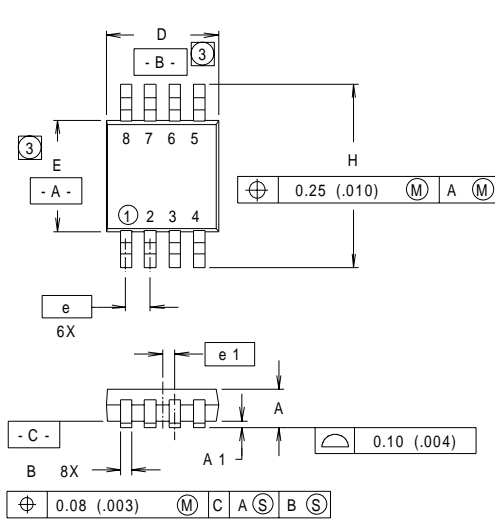 D
- B -
3
8 7 6 5
3
E
- A -
H
⌖ 0.25 (.010) Ⓜ A Ⓜ
① 2 3 4
e
6X
e 1
A
- C -
A 1
⌓ 0.10 (.004)
B 8X
⌖ 0.08 (.003) Ⓜ C A Ⓢ B Ⓢ